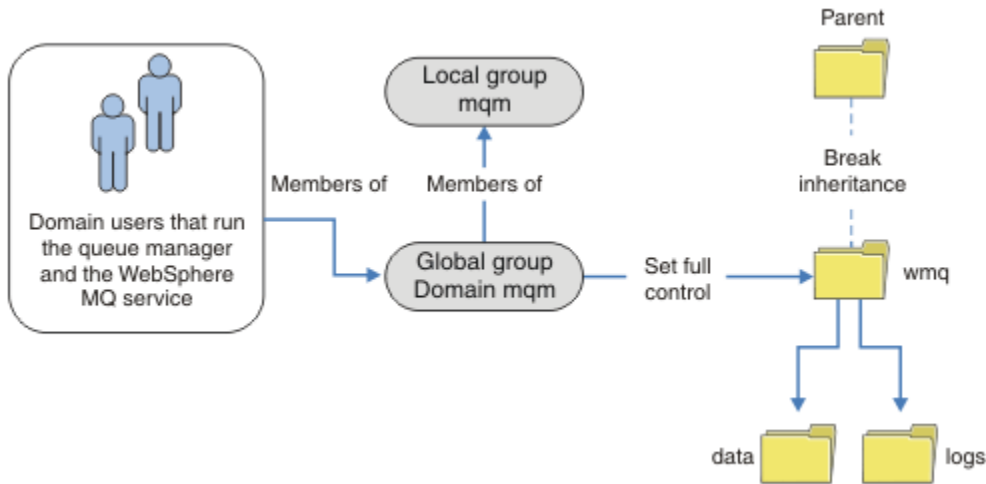 Parent
Local group
mqm
Break
inheritance
Members of
Members of
Domain users that run
the queue manager
and the WebSphere
MQ service
Global group
Domain mqm
Set full
control
wmq
data
logs